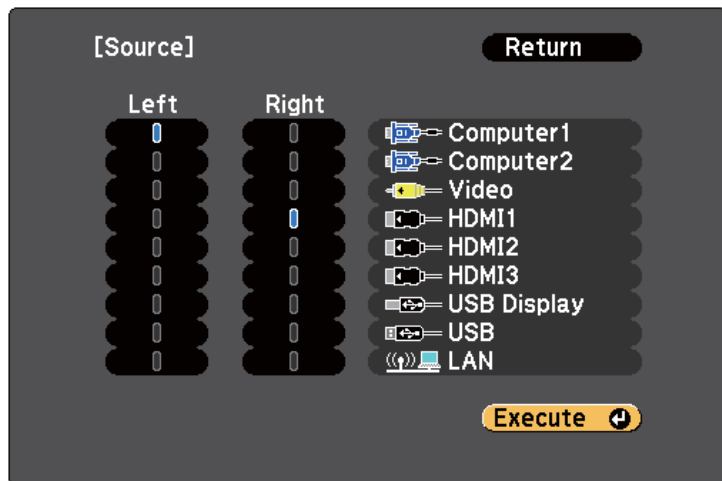 [Source]
Return
Left Right
Computer1
Computer2
Video
HDMI1
HDMI2
HDMI3
USB Display
USB
LAN
Execute